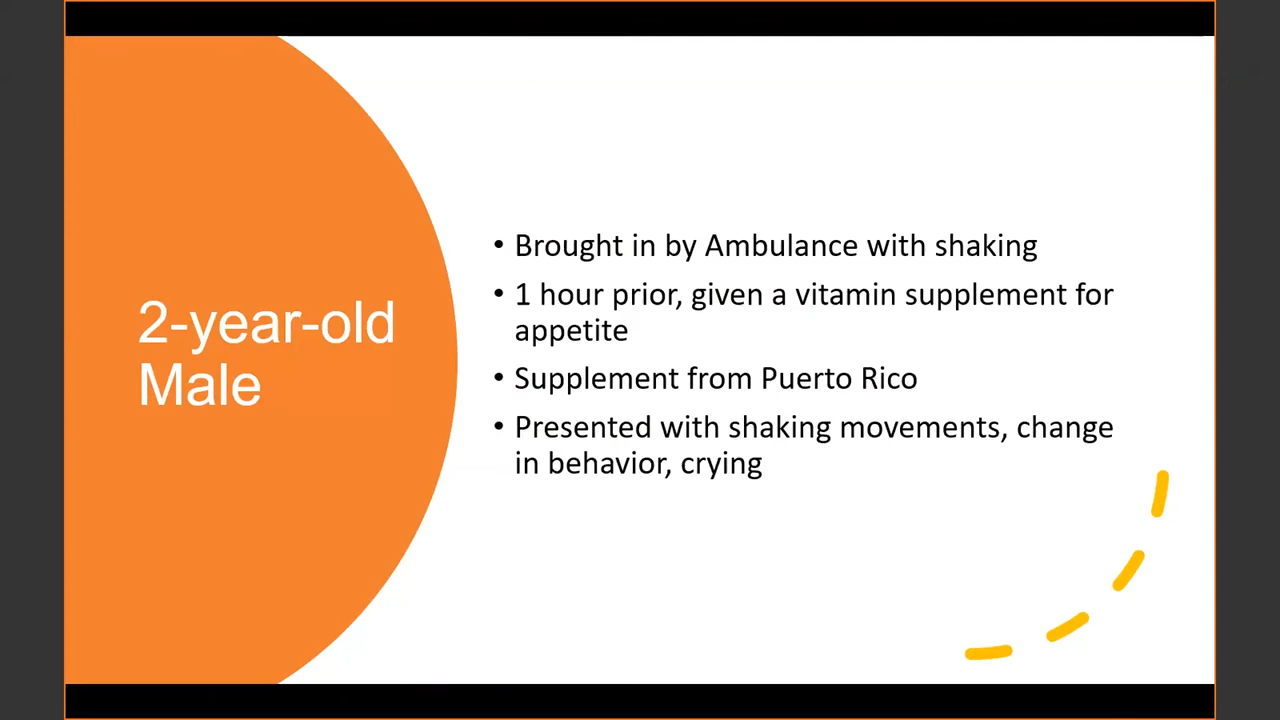 2-year-old
Male
• Brought in by Ambulance with shaking
• 1 hour prior, given a vitamin supplement for
appetite
• Supplement from Puerto Rico
• Presented with shaking movements, change
in behavior, crying